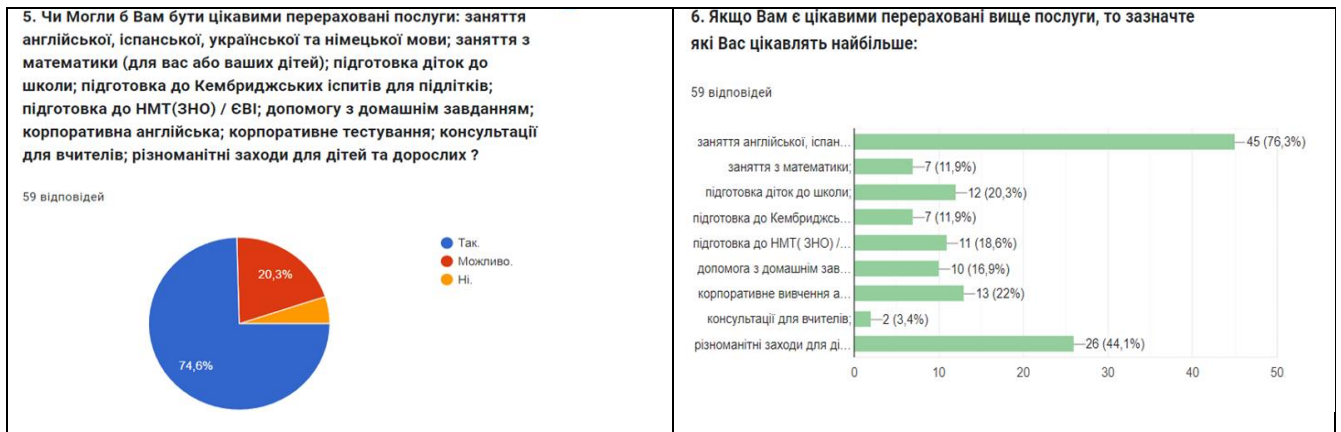 5. Чи Могли б Вам бути цікавими перераховані послуги: заняття
англійської, іспанської, української та німецької мови; заняття з
математики (для вас або ваших дітей); підготовка діток до
школи; підготовка до Кембриджських іспитів для підлітків;
підготовка до НМТ(ЗНО) / ЄВІ; допомогу з домашнім завданням;
корпоративна англійська; корпоративне тестування; консультації
для вчителів; різноманітні заходи для дітей та дорослих ?
59 відповідей
Так.
Можливо.
Ні.
20,3%
74,6%
6. Якщо Вам є цікавими перераховані вище послуги, то зазначте
які Вас цікавлять найбільше:
59 відповідей
заняття англійської, іспан... 45 (76,3%)
заняття з математики; 7 (11,9%)
підготовка діток до школи; 12 (20,3%)
підготовка до Кембриджсь... 7 (11,9%)
підготовка до НМТ( ЗНО) /... 11 (18,6%)
допомога з домашнім зав... 10 (16,9%)
корпоративне вивчення а... 13 (22%)
консультації для вчителів; 2 (3,4%)
різноманітні заходи для ді... 26 (44,1%)
0 10 20 30 40 50